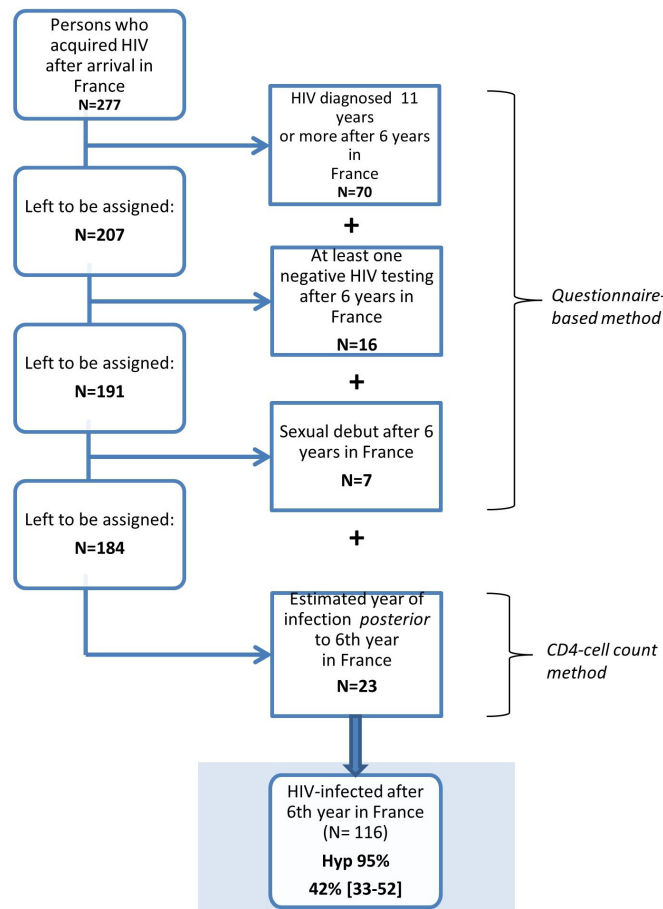 Persons who
acquired HIV
after arrival in
France
N=277
HIV diagnosed 11
years
or more after 6 years
in
France
N=70
Left to be assigned:
N=207
+
At least one
negative HIV testing
after 6 years in
France
N=16
Questionnaire-
based method
Left to be assigned:
N=191
+
Sexual debut after 6
years in France
N=7
Left to be assigned:
N=184
+
Estimated year of
infection posterior
to 6th year
in France
N=23
CD4-cell count
method
HIV-infected after
6th year in France
(N= 116)
Hyp 95%
42% [33-52]